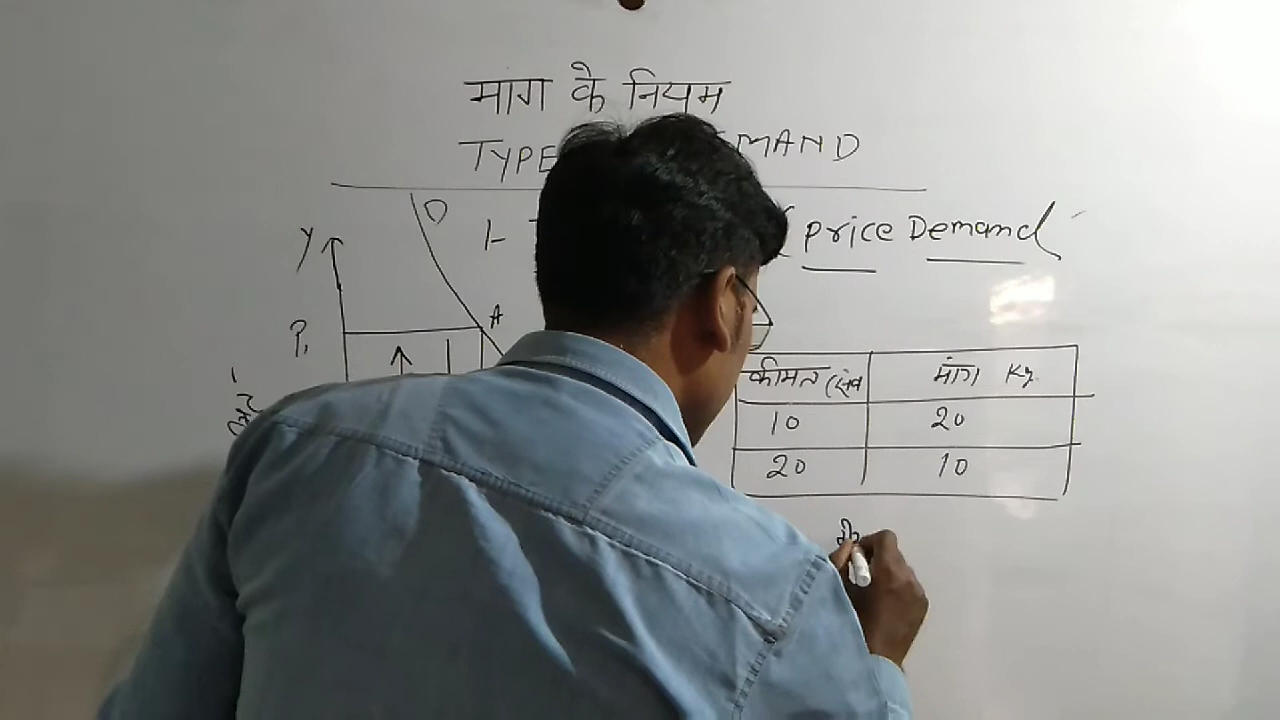 माग के नियम
TYPE MAND
D
Y
1- price Demand
P,
A
कीमत मांग Kg.
10 20
20 10